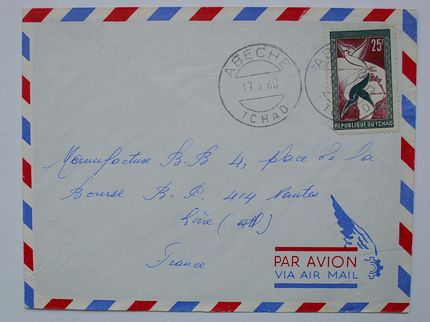 ABECHE
17
60
TCHAD
25F
REPUBLIQUE DU TCHAD
Manufacture B.B 4, place de la
Bourse B.P. 414 Nantes
Loire (Atl)
France.
PAR AVION
VIA AIR MAIL